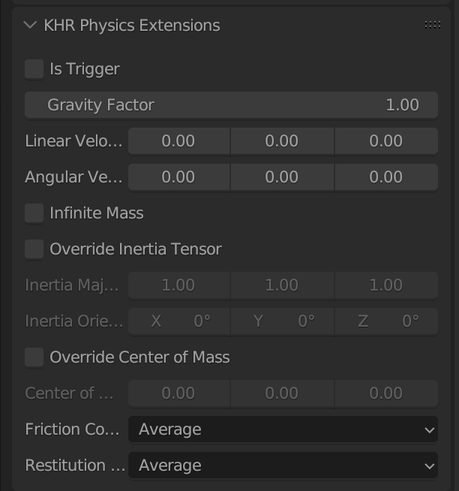 KHR Physics Extensions
Is Trigger
Gravity Factor 1.00
Linear Velo... 0.00 0.00 0.00
Angular Ve... 0.00 0.00 0.00
Infinite Mass
Override Inertia Tensor
Inertia Maj... 1.00 1.00 1.00
Inertia Orie... X 0° Y 0° Z 0°
Override Center of Mass
Center of ... 0.00 0.00 0.00
Friction Co... Average
Restitution ... Average